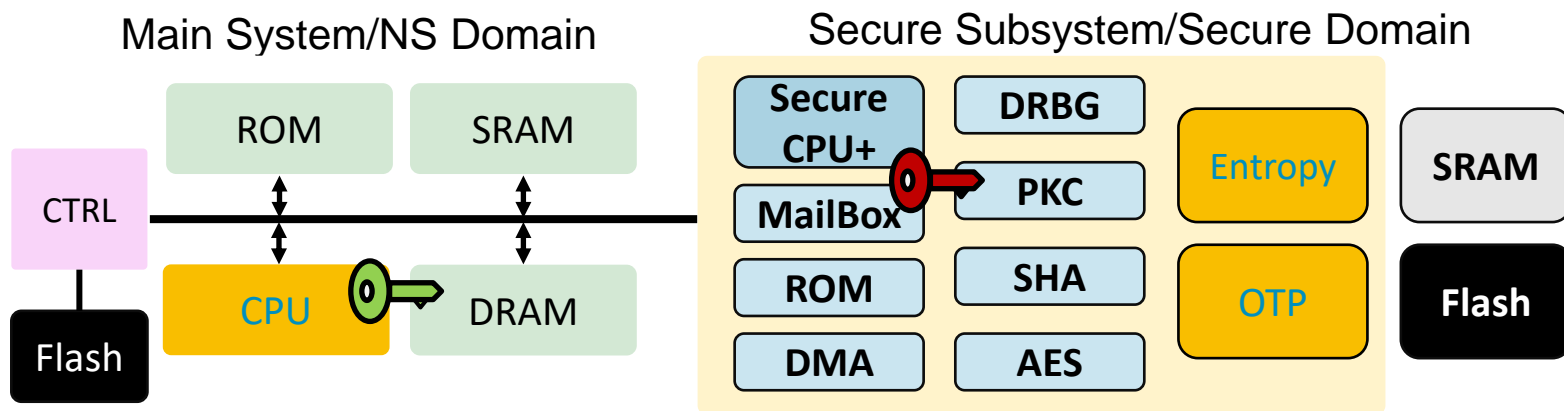 Main System/NS Domain
Secure Subsystem/Secure Domain
CTRL
Flash
ROM
SRAM
CPU
DRAM
Secure
CPU+
MailBox
ROM
DMA
DRBG
PKC
SHA
AES
Entropy
OTP
SRAM
Flash